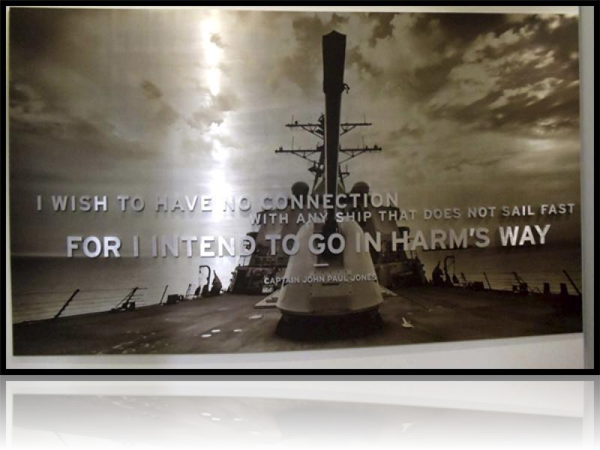 I WISH TO HAVE NO CONNECTION
WITH ANY SHIP THAT DOES NOT SAIL FAST
FOR I INTEND TO GO IN HARM'S WAY
CAPTAIN JOHN PAUL JONES